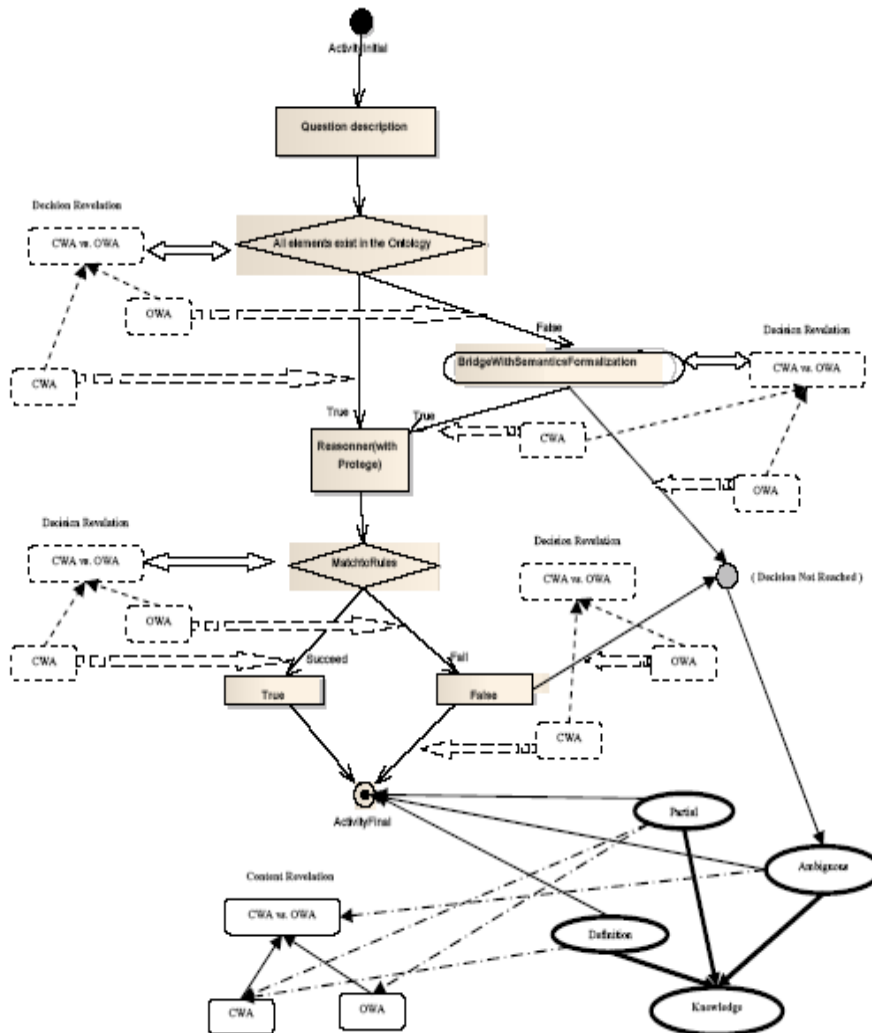 ActivityInitial
Question description
Decision Revelation
CWA vs. OWA
All elements exist in the Ontology
OWA
CWA
False
Decision Revelation
BridgeWithSemanticsFormalization
CWA vs. OWA
True
True
CWA
Reasonner(with
Protege)
OWA
Decision Revelation
CWA vs. OWA
MatchtoRules
Decision Revelation
CWA vs. OWA
( Decision Not Reached )
OWA
CWA
Succeed
Fail
OWA
True
False
CWA
ActivityFinal
Partial
Ambiguous
Content Revelation
CWA vs. OWA
Definition
CWA
OWA
Knowledge